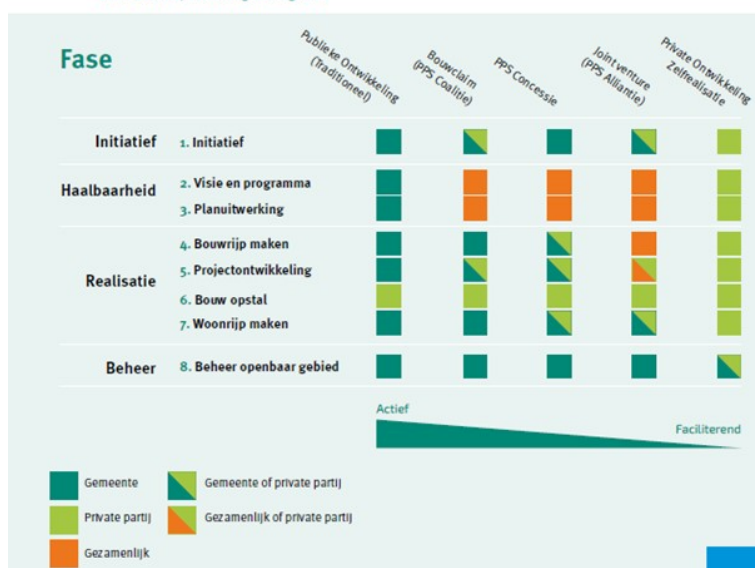 Fase
Publieke Ontwikkeling
(Traditioneel)
Bouwclaim
(PPS Coalitie)
PPS Concessie
Joint venture
(PPS Alliantie)
Private Ontwikkeling
Zelfrealisatie
Initiatief 1. Initiatief
Haalbaarheid 2. Visie en programma
3. Planuitwerking
4. Bouwrijp maken
Realisatie 5. Projectontwikkeling
6. Bouw opstal
7. Woonrijp maken
Beheer 8. Beheer openbaar gebied
Actief
Faciliterend
Gemeente
Gemeente of private partij
Private partij
Gezamenlijk of private partij
Gezamenlijk